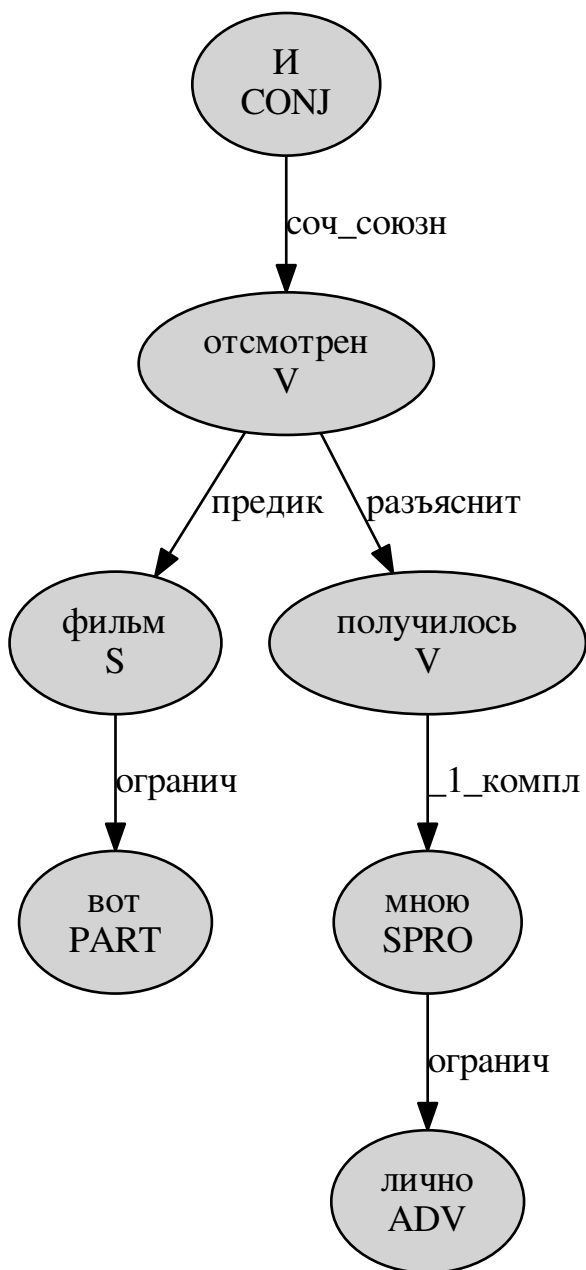 И
CONJ
соч_союзн
отсмотрен
V
предик
разъяснит
фильм
S
получилось
V
огранич
_1_компл
вот
PART
мною
SPRO
огранич
лично
ADV